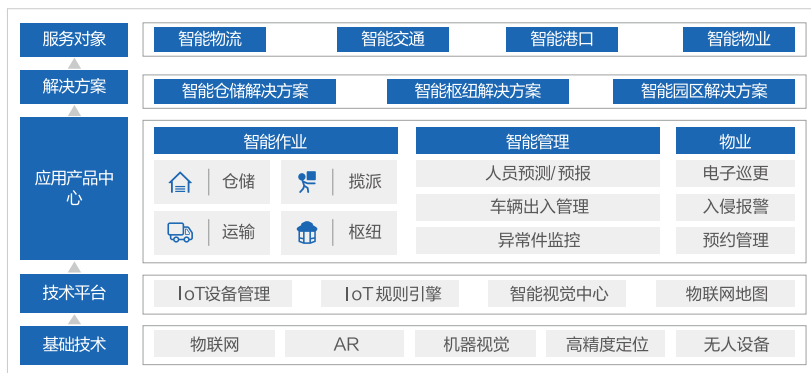 服务对象
智能物流
智能交通
智能港口
智能物业
解决方案
智能仓储解决方案
智能枢纽解决方案
智能园区解决方案
应用产品中
心
智能作业
仓储
揽派
运输
枢纽
智能管理
人员预测/预报
车辆出入管理
异常件监控
物业
电子巡更
入侵报警
预约管理
技术平台
IoT设备管理
IoT规则引擎
智能视觉中心
物联网地图
基础技术
物联网
AR
机器视觉
高精度定位
无人设备